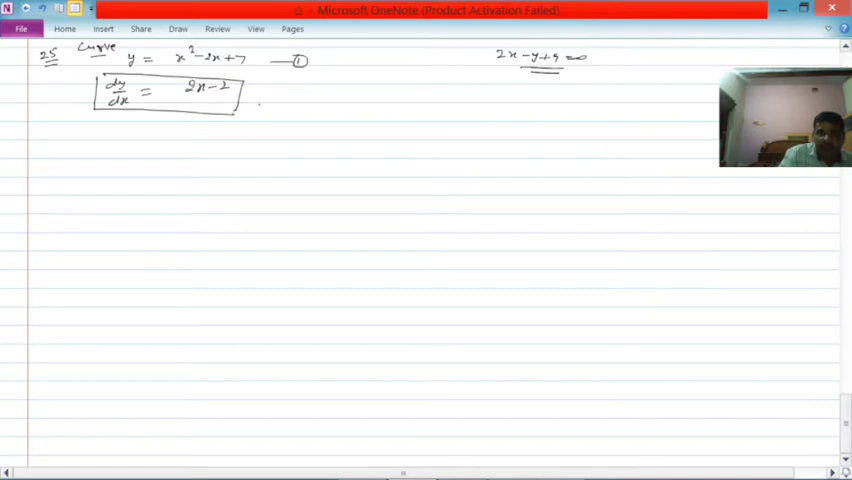 Microsoft OneNote (Product Activation Failed)
File Home Insert Share Draw Review View Pages
25 Curve y = x² - 2x + 7 —①
dy/dx = 2x - 2
2x - y + 9 = 0